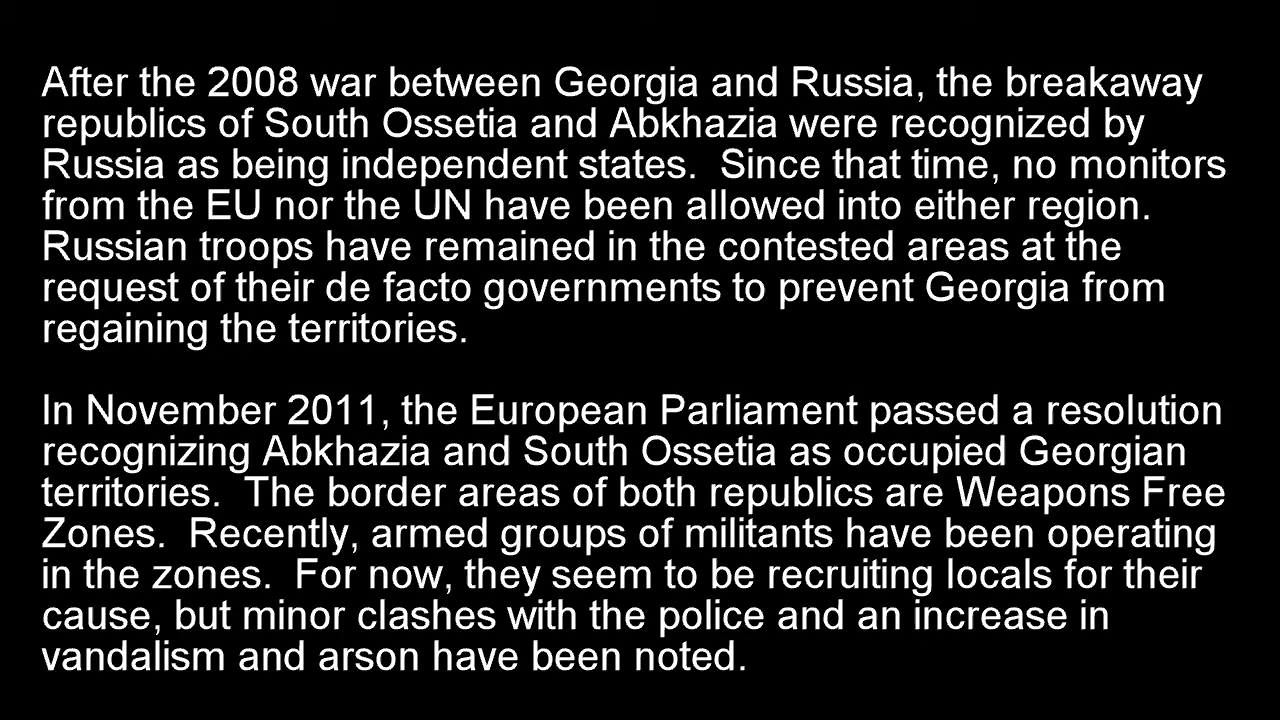 After the 2008 war between Georgia and Russia, the breakaway
republics of South Ossetia and Abkhazia were recognized by
Russia as being independent states.  Since that time, no monitors
from the EU nor the UN have been allowed into either region.
Russian troops have remained in the contested areas at the
request of their de facto governments to prevent Georgia from
regaining the territories.
In November 2011, the European Parliament passed a resolution
recognizing Abkhazia and South Ossetia as occupied Georgian
territories.  The border areas of both republics are Weapons Free
Zones.  Recently, armed groups of militants have been operating
in the zones.  For now, they seem to be recruiting locals for their
cause, but minor clashes with the police and an increase in
vandalism and arson have been noted.